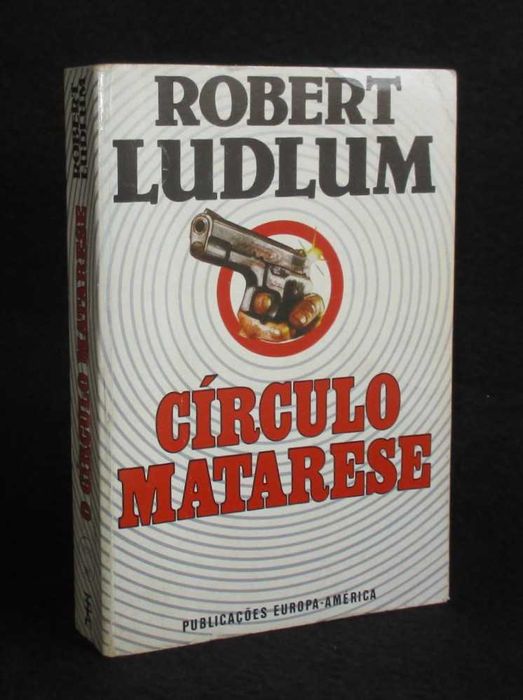 ROBERT
LUDLUM
CÍRCULO
MATARESE
PUBLICAÇÕES EUROPA-AMÉRICA
ROBERT
LUDLUM
O CÍRCULO MATARESE